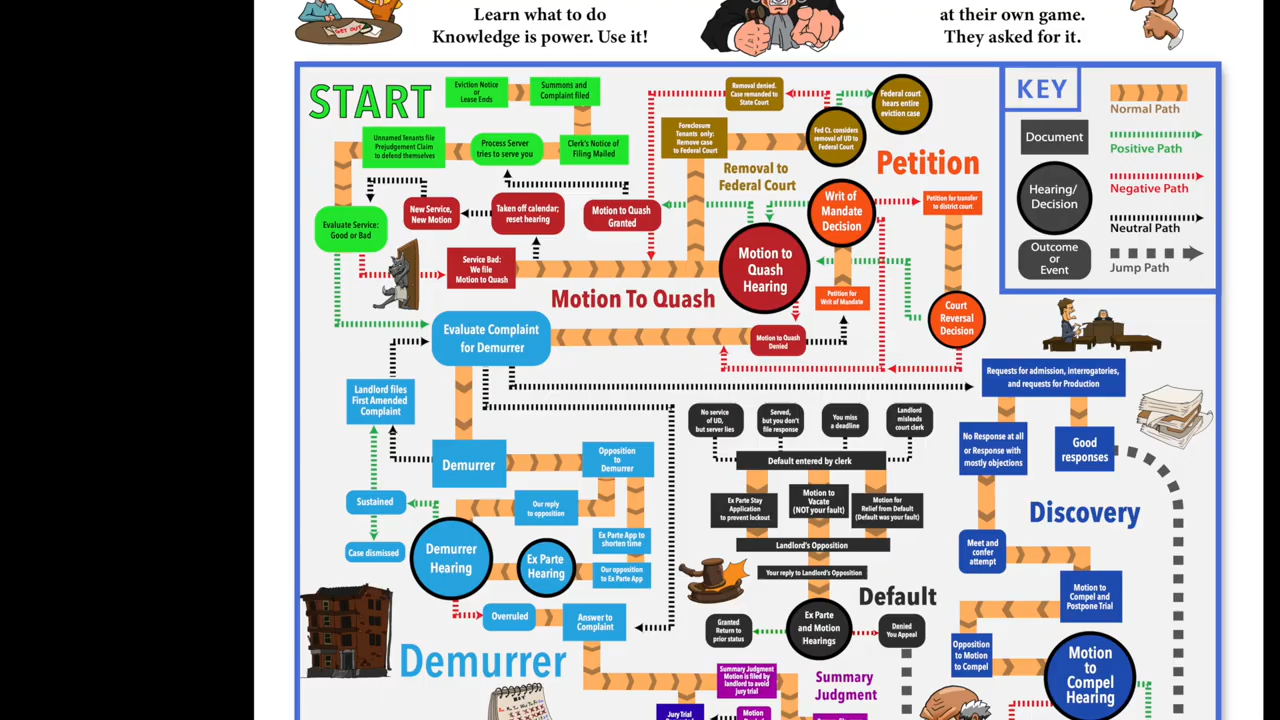 Learn what to do
Knowledge is power. Use it!
at their own game.
They asked for it.
GET OUT
START
Eviction Notice
or
Lease Ends
Summons and
Complaint filed
Removal denied.
Case remanded to
State Court
Federal court
hears entire
eviction case
KEY
Normal Path
Document
Positive Path
Hearing/
Decision
Negative Path
Neutral Path
Outcome
or
Event
Jump Path
Unnamed Tenants file
Prejudgement Claim
to defend themselves
Process Server
tries to serve you
Clerk's Notice of
Filing Mailed
Foreclosure
Tenants only:
Remove case
to Federal Court
Fed Ct. considers
removal of UD to
Federal Court
Petition
Removal to
Federal Court
Evaluate Service:
Good or Bad
New Service,
New Motion
Taken off calendar;
reset hearing
Motion to Quash
Granted
Writ of
Mandate
Decision
Petition for transfer
to district court
Service Bad:
We file
Motion to Quash
Motion To Quash
Motion to
Quash
Hearing
Petition for
Writ of Mandate
Court
Reversal
Decision
Evaluate Complaint
for Demurrer
Motion to Quash
Denied
Landlord files
First Amended
Complaint
Requests for admission, interrogatories,
and requests for Production
No service
of UD,
but server lies
Served,
but you don't
file response
You miss
a deadline
Landlord
misleads
court clerk
No Response at all
or Response with
mostly objections
Good
responses
Demurrer
Opposition
to
Demurrer
Default entered by clerk
Sustained
Our reply
to opposition
Ex Parte Stay
Application
to prevent lockout
Motion to
Vacate
(NOT your fault)
Motion for
Relief from Default
(Default was your fault)
Discovery
Case dismissed
Demurrer
Hearing
Ex Parte
Hearing
Ex Parte App to
shorten time
Our opposition
to Ex Parte App
Landlord's Opposition
Your reply to Landlord's Opposition
Meet and
confer
attempt
Default
Motion to
Compel and
Postpone Trial
Overruled
Answer to
Complaint
Granted
Return to
prior status
Ex Parte
and Motion
Hearings
Denied
You Appeal
Opposition
to Motion
to Compel
Motion
to
Compel
Hearing
Demurrer
Summary Judgment
Motion is filed by
landlord to avoid
jury trial
Summary
Judgment
Jury Trial
Motion